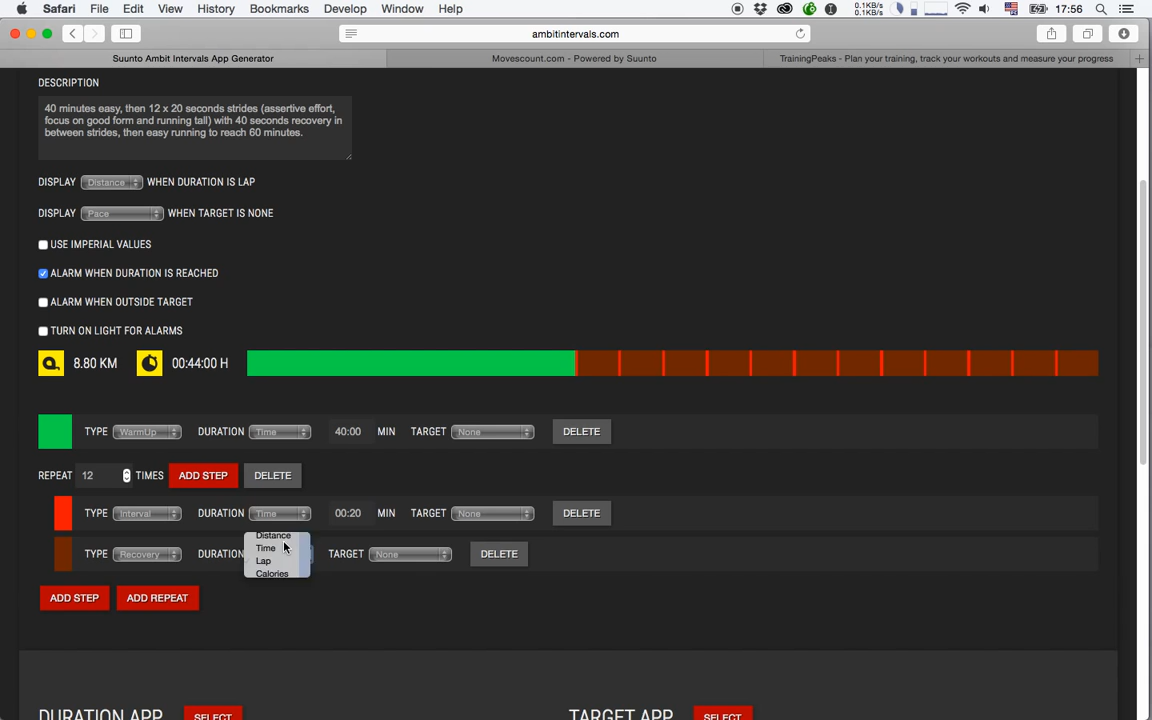 Safari File Edit View History Bookmarks Develop Window Help 0.1KB/s 0.1KB/s 17:56
ambitintervals.com
Suunto Ambit Intervals App Generator Movescount.com - Powered by Suunto TrainingPeaks - Plan your training, track your workouts and measure your progress
DESCRIPTION
40 minutes easy, then 12 x 20 seconds strides (assertive effort,
focus on good form and running tall) with 40 seconds recovery in
between strides, then easy running to reach 60 minutes.
DISPLAY Distance WHEN DURATION IS LAP
DISPLAY Pace WHEN TARGET IS NONE
USE IMPERIAL VALUES
ALARM WHEN DURATION IS REACHED
ALARM WHEN OUTSIDE TARGET
TURN ON LIGHT FOR ALARMS
8.80 KM 00:44:00 H
TYPE WarmUp DURATION Time 40:00 MIN TARGET None DELETE
REPEAT 12 TIMES ADD STEP DELETE
TYPE Interval DURATION Time 00:20 MIN TARGET None DELETE
Distance
Time
TYPE Recovery DURATION TARGET None DELETE
Lap
Calories
ADD STEP ADD REPEAT
DURATION APP SELECT TARGET APP SELECT